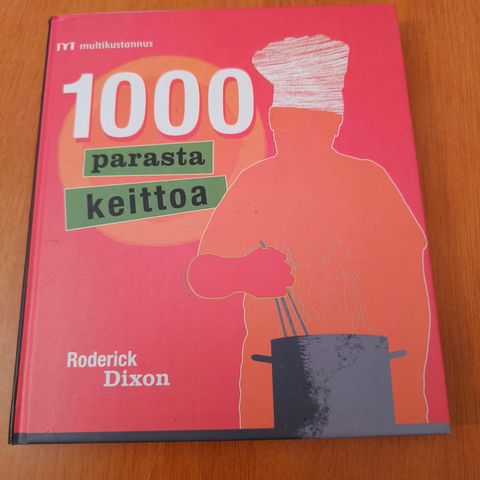 multikustannus
1000
parasta
keittoa
Roderick
Dixon